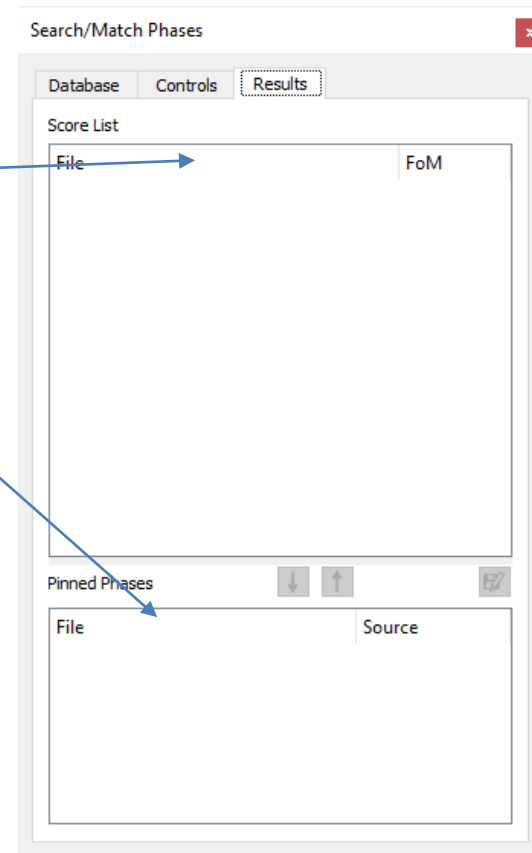 Search/Match Phases
Database Controls Results
Score List
File FoM
Pinned Phases
File Source